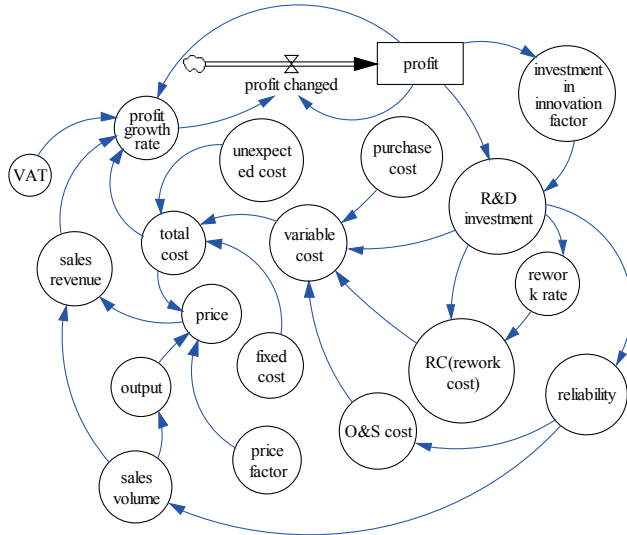 profit
profit changed
investment
in
innovation
factor
profit
growth
rate
unexpect
ed cost
purchase
cost
VAT
R&D
investment
total
cost
variable
cost
sales
revenue
rewor
k rate
price
fixed
cost
RC(rework
cost)
output
reliability
O&S cost
price
factor
sales
volume